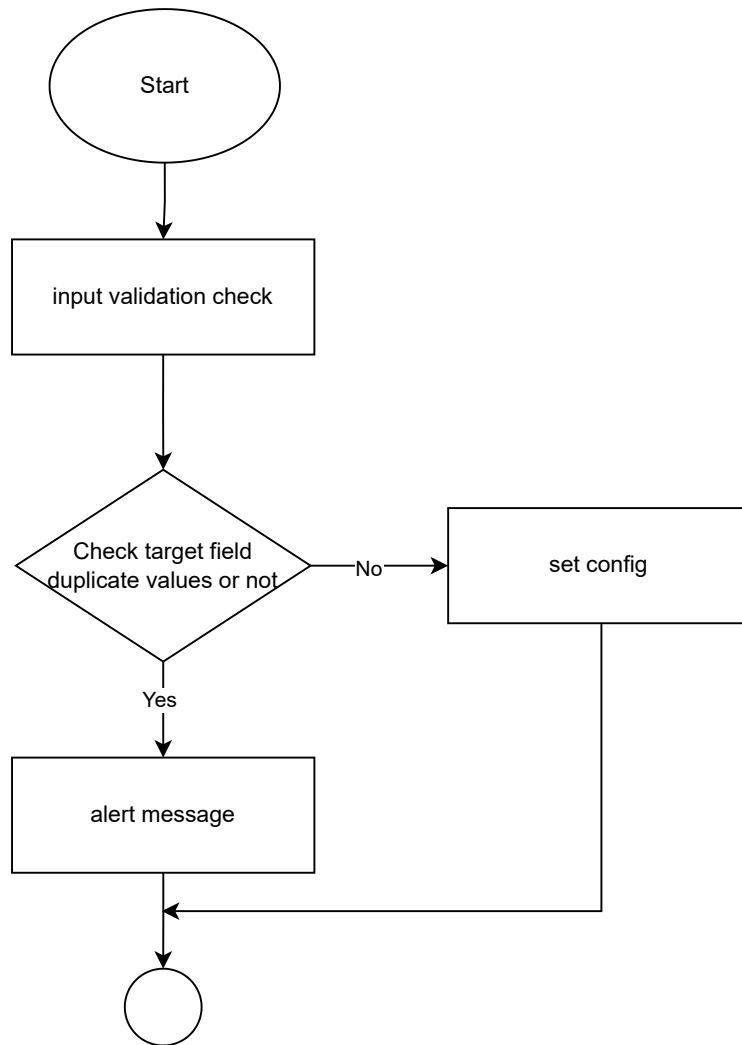 Start
input validation check
Check target field
duplicate values or not
No
set config
Yes
alert message